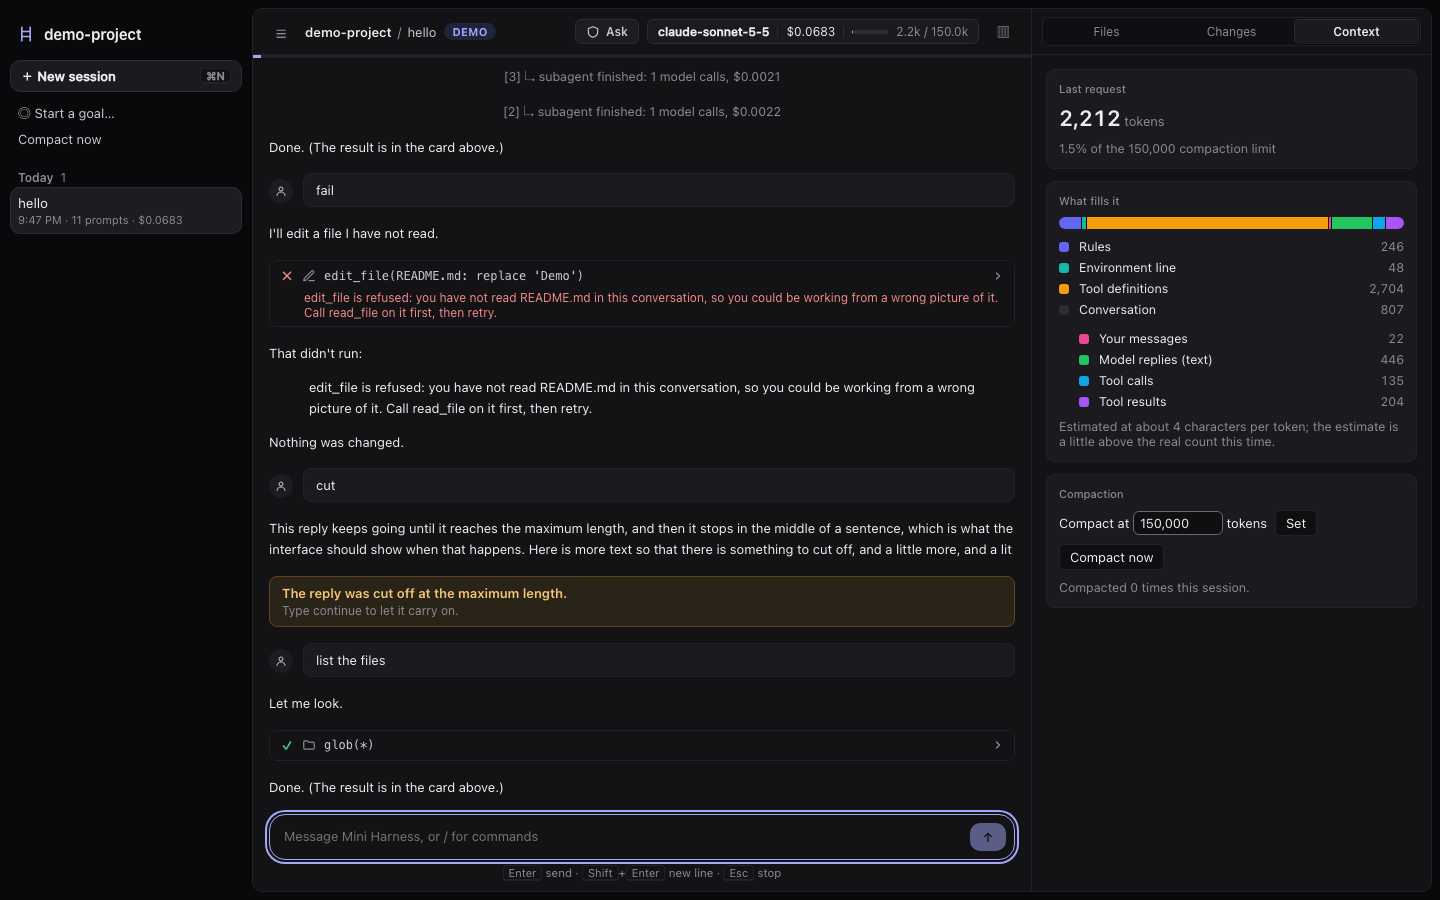 demo-project
+ New session ⌘N
Start a goal...
Compact now
Today 1
hello
9:47 PM · 11 prompts · $0.0683
demo-project / hello DEMO
Ask
claude-sonnet-5-5 $0.0683 2.2k / 150.0k
[3] subagent finished: 1 model calls, $0.0021
[2] subagent finished: 1 model calls, $0.0022
Done. (The result is in the card above.)
fail
I'll edit a file I have not read.
edit_file(README.md: replace 'Demo')
edit_file is refused: you have not read README.md in this conversation, so you could be working from a wrong picture of it.
Call read_file on it first, then retry.
That didn't run:
edit_file is refused: you have not read README.md in this conversation, so you could be working from a wrong
picture of it. Call read_file on it first, then retry.
Nothing was changed.
cut
This reply keeps going until it reaches the maximum length, and then it stops in the middle of a sentence, which is what the
interface should show when that happens. Here is more text so that there is something to cut off, and a little more, and a lit
The reply was cut off at the maximum length.
Type continue to let it carry on.
list the files
Let me look.
glob(*)
Done. (The result is in the card above.)
Message Mini Harness, or / for commands
Enter send · Shift+Enter new line · Esc stop
Files Changes Context
Last request
2,212 tokens
1.5% of the 150,000 compaction limit
What fills it
Rules 246
Environment line 48
Tool definitions 2,704
Conversation 807
Your messages 22
Model replies (text) 446
Tool calls 135
Tool results 204
Estimated at about 4 characters per token; the estimate is
a little above the real count this time.
Compaction
Compact at 150,000 tokens Set
Compact now
Compacted 0 times this session.